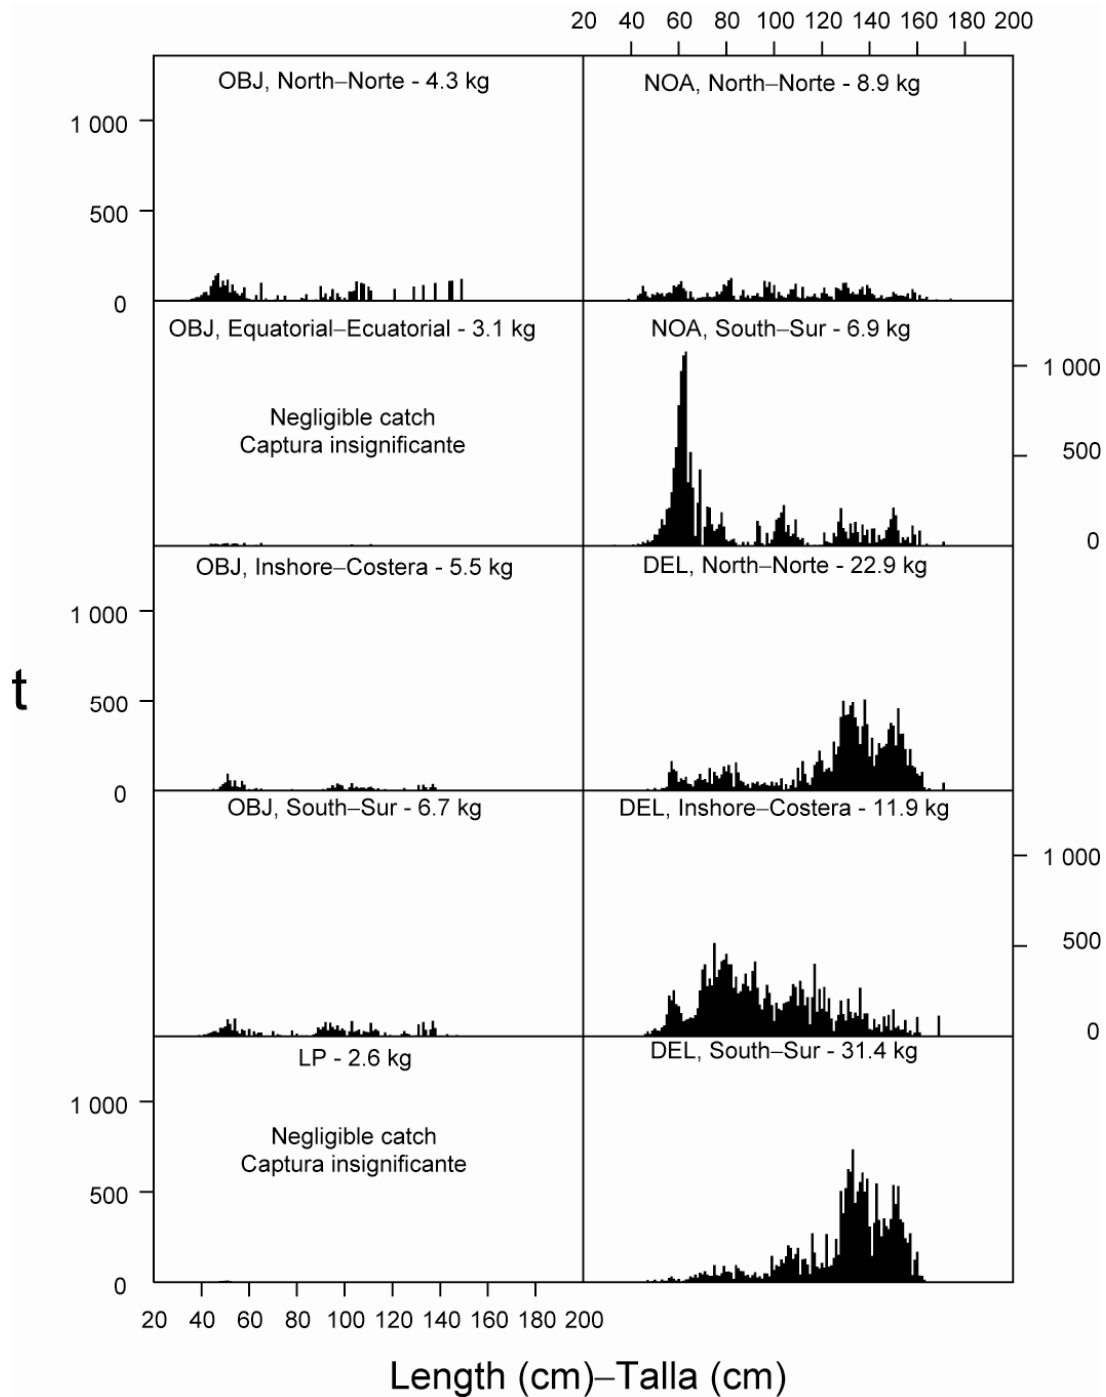 20 40 60 80 100 120 140 160 180 200
OBJ, North–Norte - 4.3 kg
NOA, North–Norte - 8.9 kg
1 000
500
0
OBJ, Equatorial–Ecuatorial - 3.1 kg
NOA, South–Sur - 6.9 kg
Negligible catch
Captura insignificante
1 000
500
0
OBJ, Inshore–Costera - 5.5 kg
DEL, North–Norte - 22.9 kg
1 000
500
0
t
OBJ, South–Sur - 6.7 kg
DEL, Inshore–Costera - 11.9 kg
1 000
500
0
LP - 2.6 kg
DEL, South–Sur - 31.4 kg
1 000
Negligible catch
Captura insignificante
500
0
20 40 60 80 100 120 140 160 180 200
Length (cm)–Talla (cm)